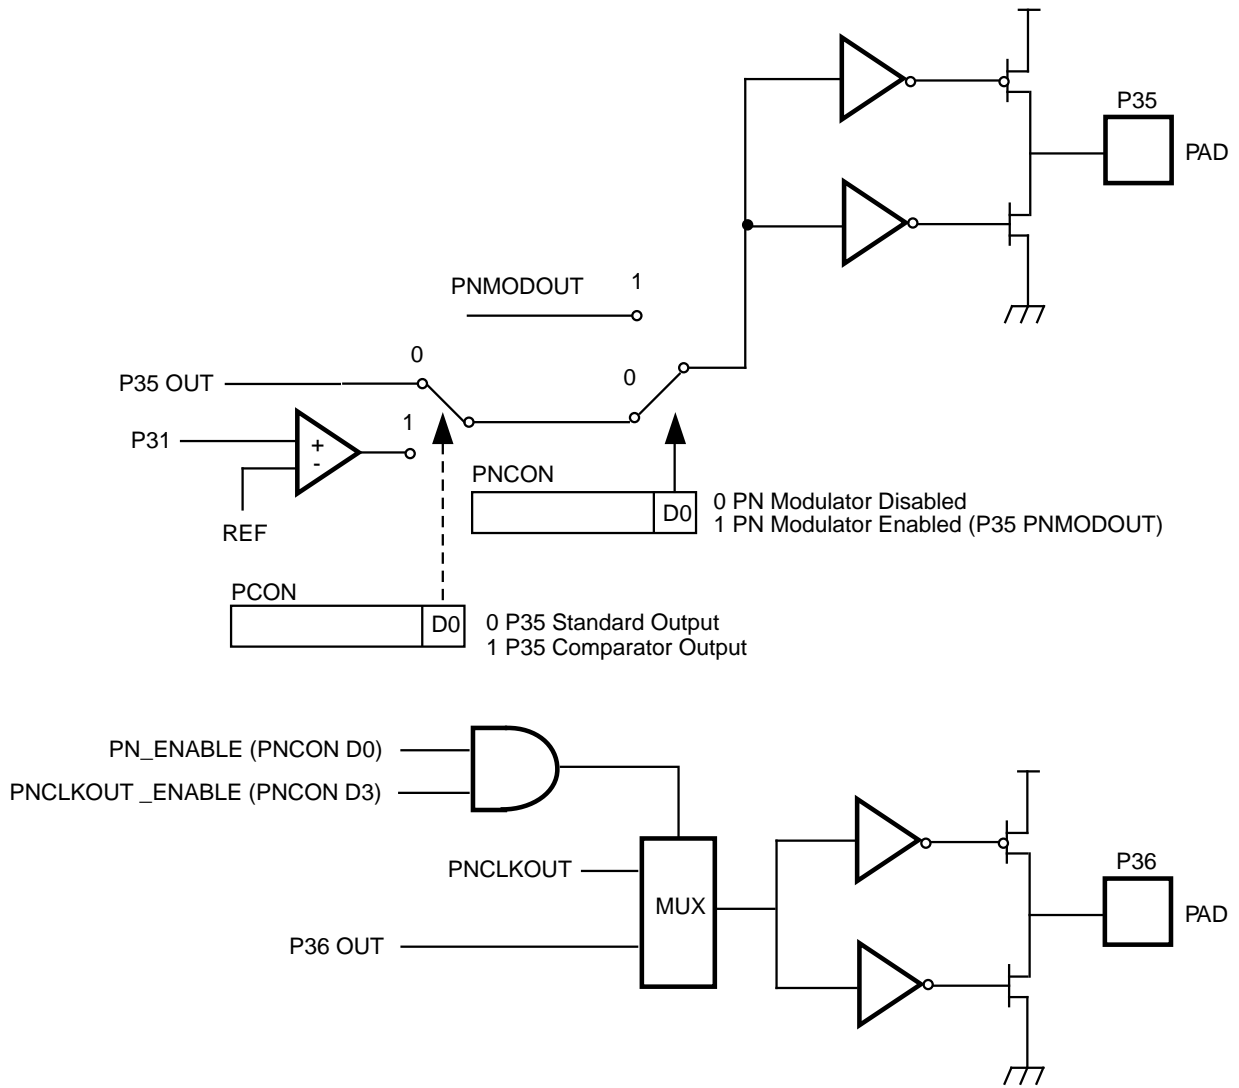 P35
PAD
PNMODOUT
1
0
0
P35 OUT
1
P31
+
-
REF
PNCON
D0
0 PN Modulator Disabled
1 PN Modulator Enabled (P35 PNMODOUT)
PCON
D0
0 P35 Standard Output
1 P35 Comparator Output
PN_ENABLE (PNCON D0)
PNCLKOUT _ENABLE (PNCON D3)
PNCLKOUT
MUX
P36 OUT
P36
PAD